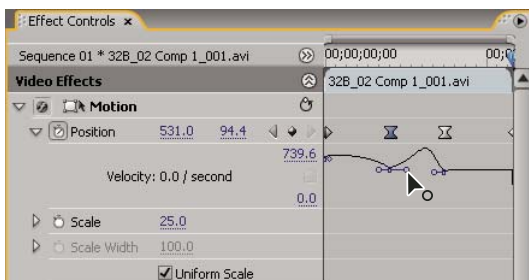 Effect Controls ×
Sequence 01 * 32B_02 Comp 1_001.avi
00;00;00;00
00;
Video Effects
32B_02 Comp 1_001.avi
Motion
Position 531.0 94.4
739.6
Velocity: 0.0 / second
0.0
Scale 25.0
Scale Width 100.0
Uniform Scale